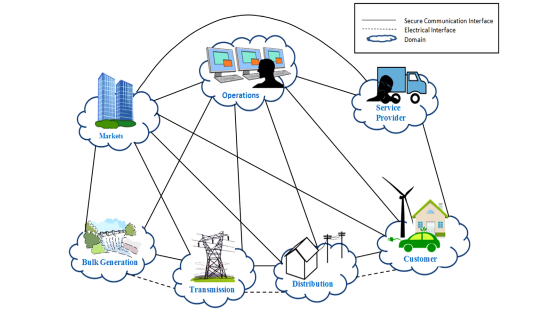 Secure Communication Interface
Electrical Interface
Domain
Operations
Service
Provider
Markets
Bulk Generation
Transmission
Distribution
Customer